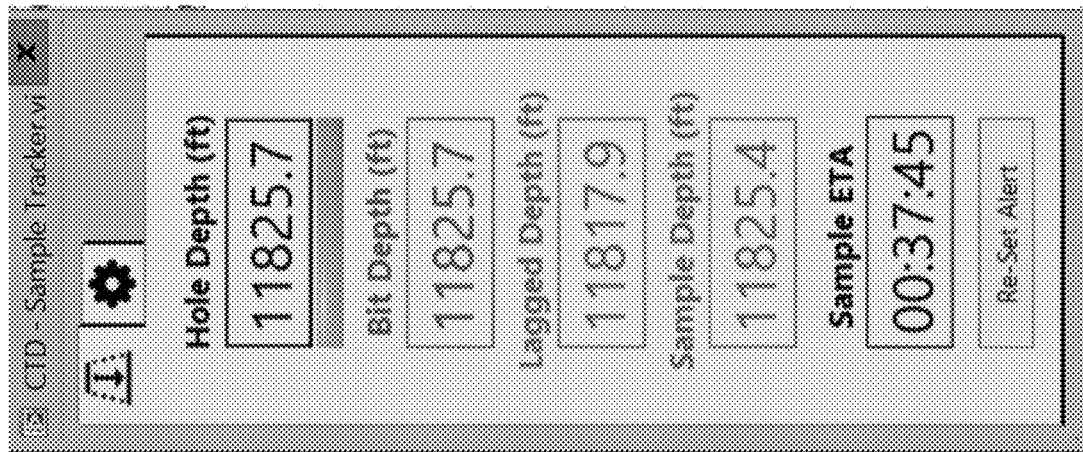 CTD - Sample Tracker.vi
Hole Depth (ft)
11825.7
Bit Depth (ft)
11825.7
Lagged Depth (ft)
11817.9
Sample Depth (ft)
11825.4
Sample ETA
00:37:45
Re-Set Alert